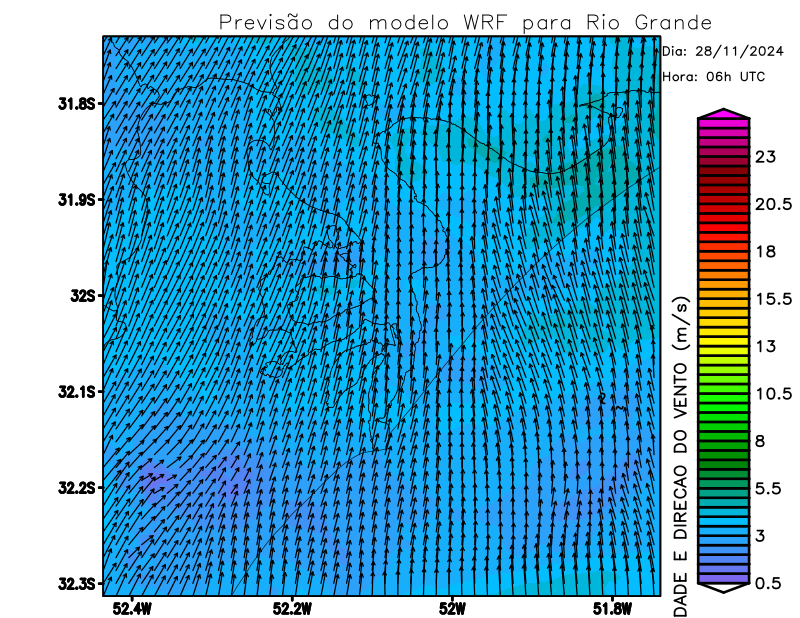 Previsão do modelo WRF para Rio Grande
Dia: 28/11/2024
Hora: 06h UTC
31.8S
31.9S
32S
32.1S
32.2S
32.3S
52.4W
52.2W
52W
51.8W
DADE E DIRECAO DO VENTO (m/s)
23
20.5
18
15.5
13
10.5
8
5.5
3
0.5